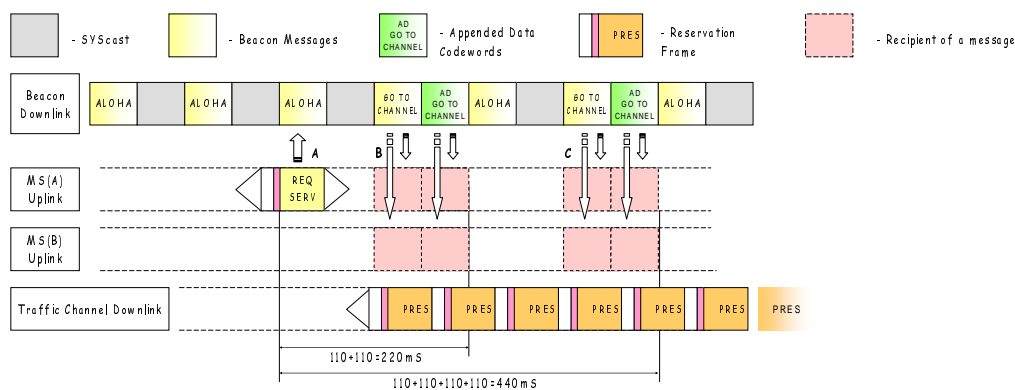 - SYScast
- Beacon Messages
AD
GO TO
CHANNEL
- Appended Data
Codewords
PRES
- Reservation
Frame
- Recipient of a message
Beacon
Downlink
ALOHA
ALOHA
ALOHA
GO TO
CHANNEL
AD
GO TO
CHANNEL
ALOHA
GO TO
CHANNEL
AD
GO TO
CHANNEL
ALOHA
A
B
C
MS(A)
Uplink
REQ
SERV
MS(B)
Uplink
Traffic Channel Downlink
PRES
PRES
PRES
PRES
PRES
PRES
PRES
110+110=220mS
110+110+110+110=440mS